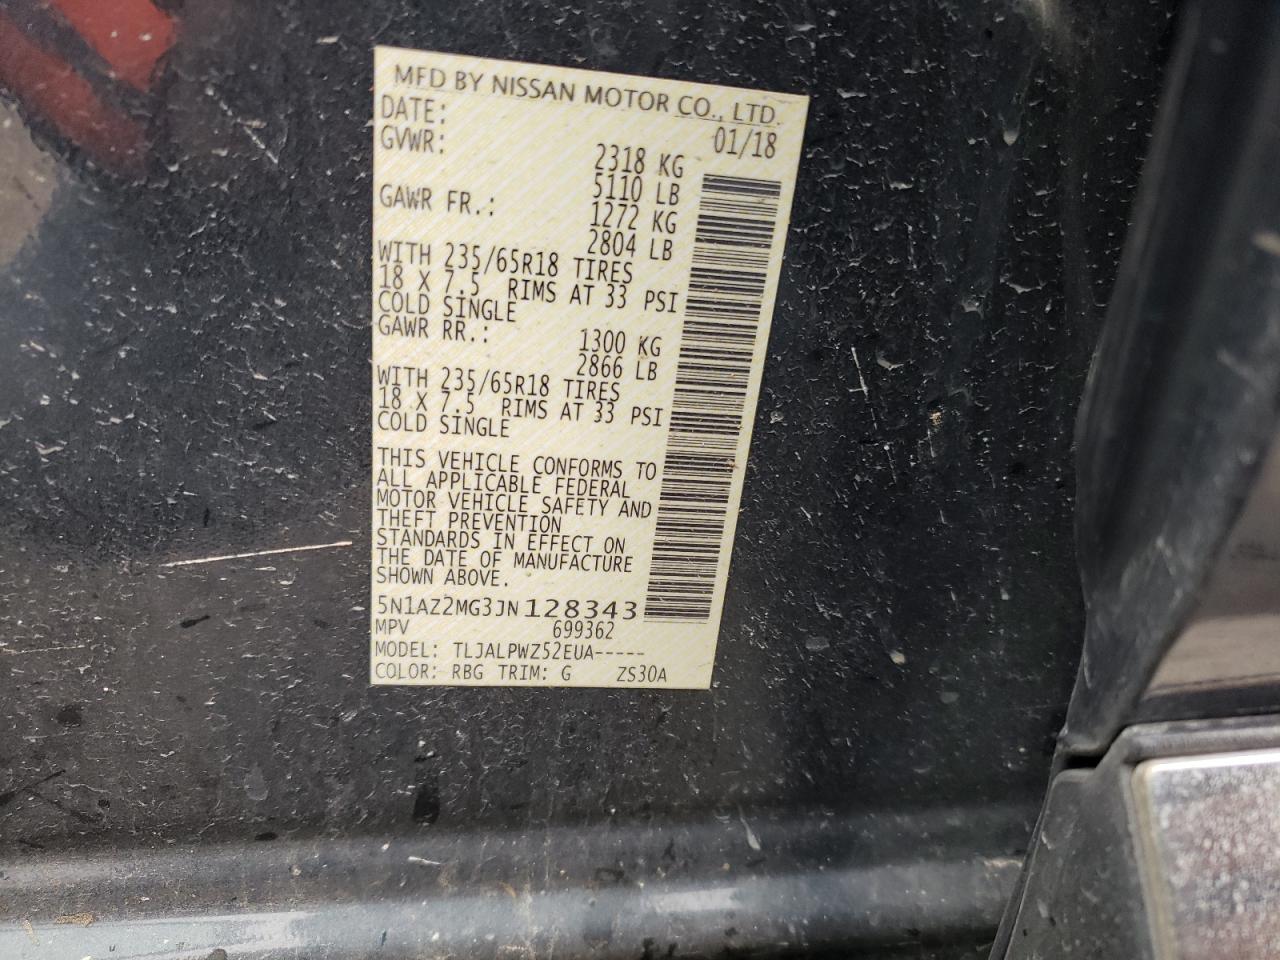 MFD BY NISSAN MOTOR CO., LTD.
DATE: 01/18
GVWR: 2318 KG
5110 LB
GAWR FR.: 1272 KG
2804 LB
WITH 235/65R18 TIRES
18 X 7.5 RIMS AT 33 PSI
COLD SINGLE
GAWR RR.: 1300 KG
2866 LB
WITH 235/65R18 TIRES
18 X 7.5 RIMS AT 33 PSI
COLD SINGLE
THIS VEHICLE CONFORMS TO
ALL APPLICABLE FEDERAL
MOTOR VEHICLE SAFETY AND
THEFT PREVENTION
STANDARDS IN EFFECT ON
THE DATE OF MANUFACTURE
SHOWN ABOVE.
5N1AZ2MG3JN128343
MPV 699362
MODEL: TLJALPWZ52EUA-----
COLOR: RBG TRIM: G ZS30A